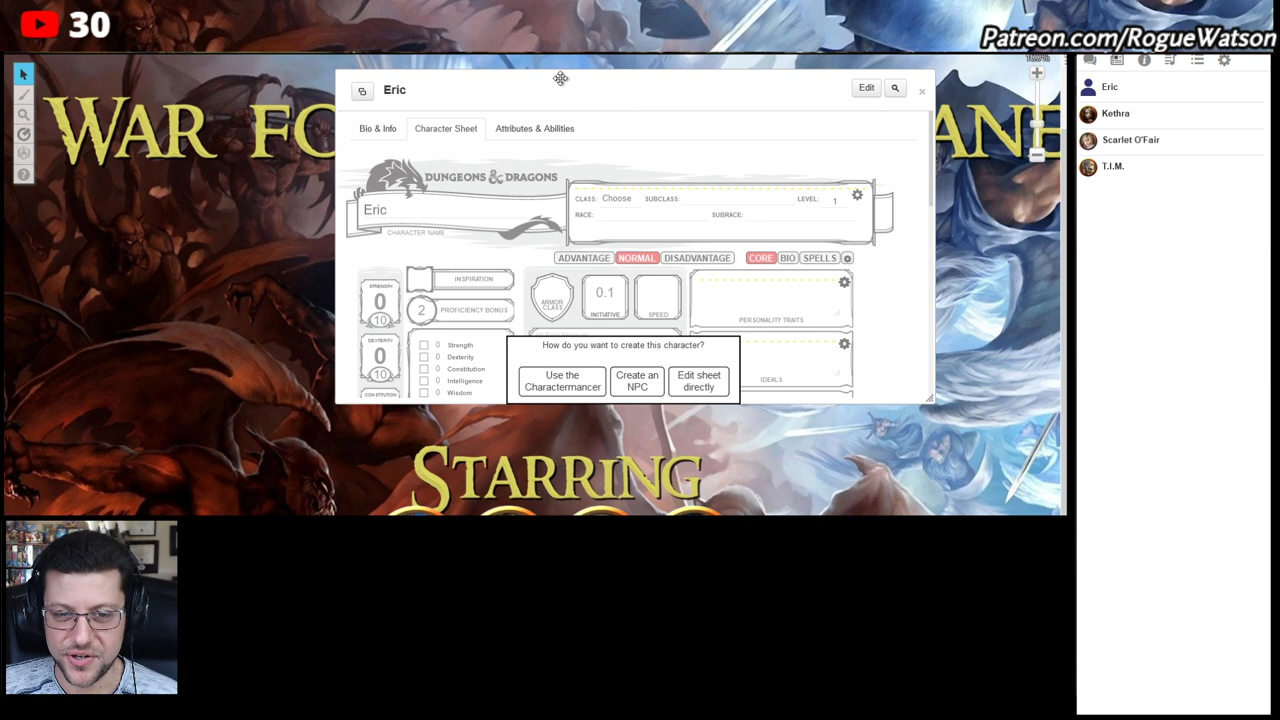 30
Patreon.com/RogueWatson
100%
WAR FO
ANE
Eric
Edit
Bio & Info
Character Sheet
Attributes & Abilities
DUNGEONS & DRAGONS
Eric
CHARACTER NAME
CLASS: Choose SUBCLASS: LEVEL: 1
RACE: SUBRACE:
ADVANTAGE NORMAL DISADVANTAGE CORE BIO SPELLS
STRENGTH
0
10
DEXTERITY
0
10
CONSTITUTION
INSPIRATION
2 PROFICIENCY BONUS
0 Strength
0 Dexterity
0 Constitution
0 Intelligence
0 Wisdom
ARMOR
CLASS
0.1
INITIATIVE
SPEED
PERSONALITY TRAITS
IDEALS
How do you want to create this character?
Use the
Charactermancer
Create an
NPC
Edit sheet
directly
STARRING
Eric
Kethra
Scarlet O'Fair
T.I.M.